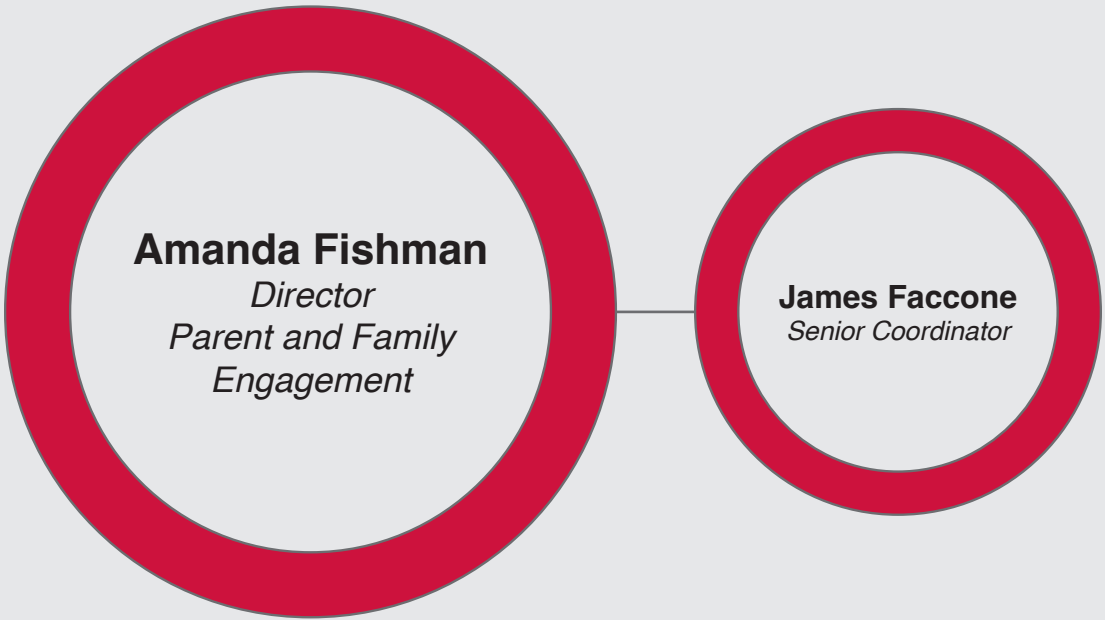 Amanda Fishman
Director
Parent and Family
Engagement
James Faccone
Senior Coordinator